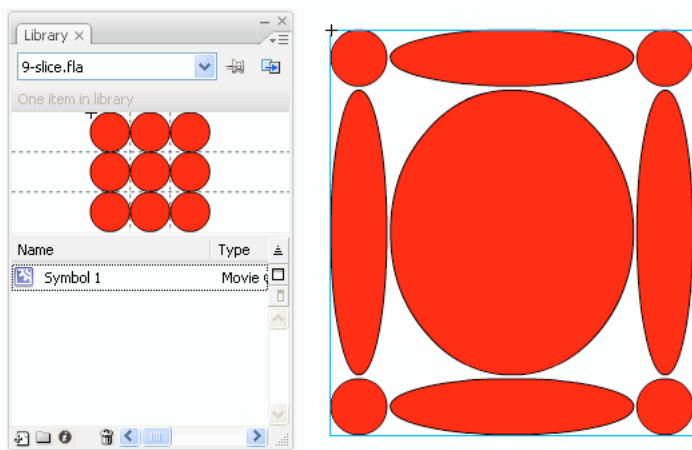 Library
9-slice.fla
One item in library
Name Type
Symbol 1 Movie